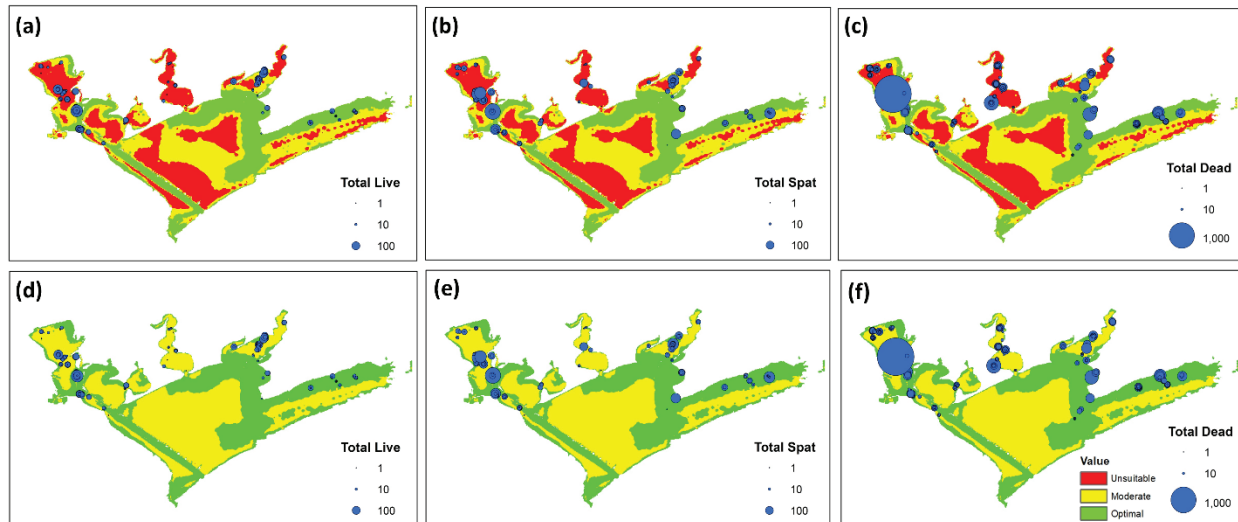 (a)
Total Live
1
10
100
(b)
Total Spat
1
10
100
(c)
Total Dead
1
10
1,000
(d)
Total Live
1
10
100
(e)
Total Spat
1
10
100
(f)
Value
Unsuitable
Moderate
Optimal
Total Dead
1
10
1,000